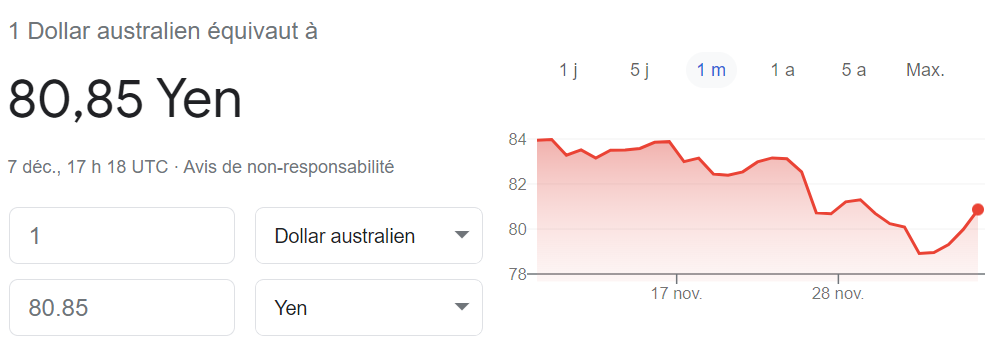 1 Dollar australien équivaut à
80,85 Yen
7 déc., 17 h 18 UTC · Avis de non-responsabilité
1
Dollar australien
80.85
Yen
1 j
5 j
1 m
1 a
5 a
Max.
84
82
80
78
17 nov.
28 nov.